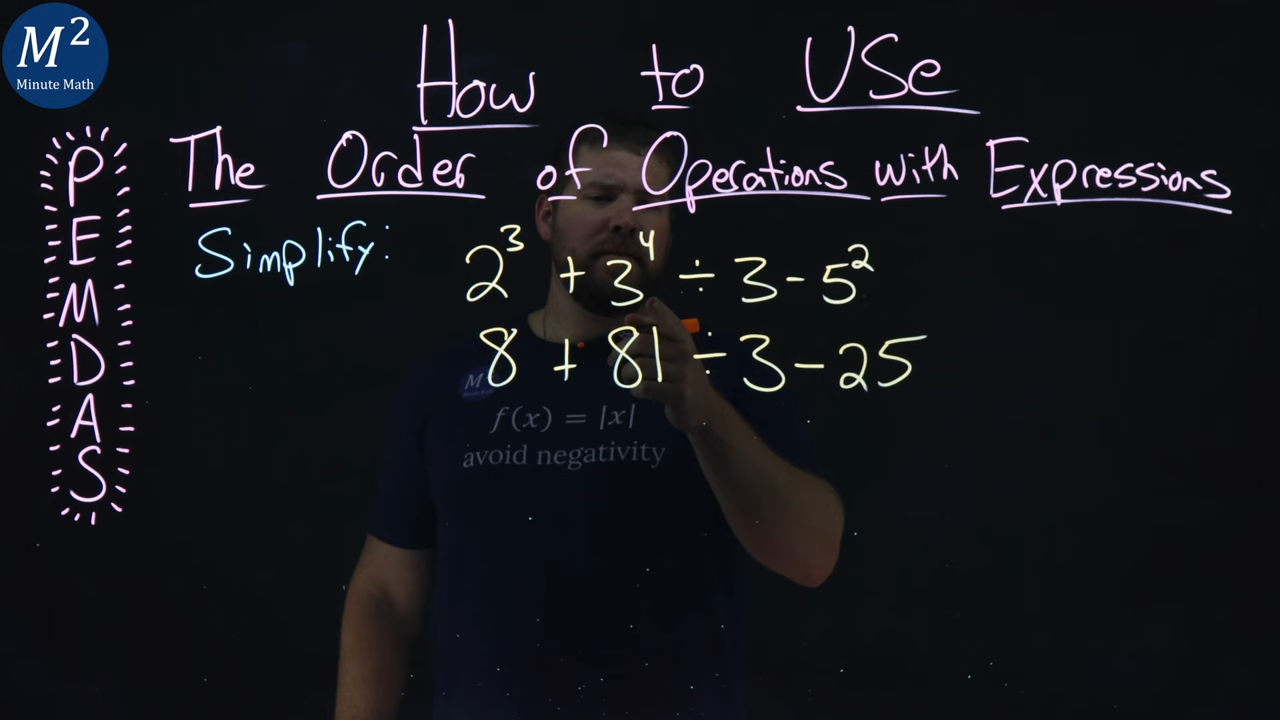 M²
Minute Math
How to USe
The Order of Operations with Expressions
P
E
M
D
A
S
Simplify:
2³ + 3⁴ ÷ 3 - 5²
8 + 81 ÷ 3 - 25
M²
f(x) = |x|
avoid negativity